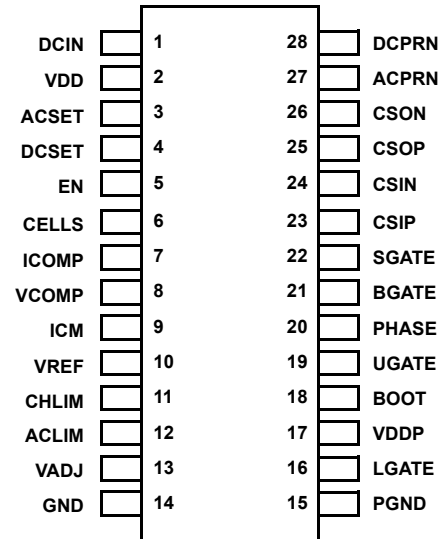 DCIN 1 28 DCPRN
VDD 2 27 ACPRN
ACSET 3 26 CSON
DCSET 4 25 CSOP
EN 5 24 CSIN
CELLS 6 23 CSIP
ICOMP 7 22 SGATE
VCOMP 8 21 BGATE
ICM 9 20 PHASE
VREF 10 19 UGATE
CHLIM 11 18 BOOT
ACLIM 12 17 VDDP
VADJ 13 16 LGATE
GND 14 15 PGND